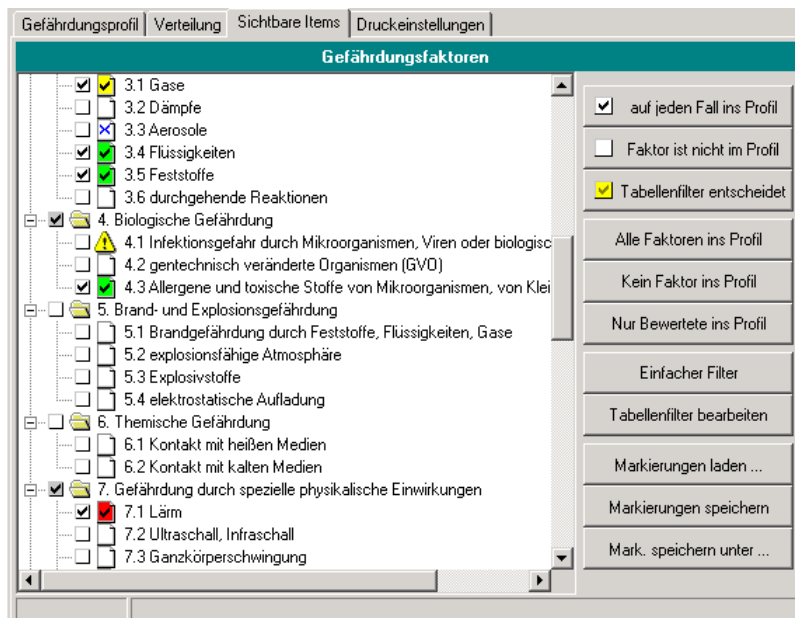 Gefährdungsprofil
Verteilung
Sichtbare Items
Druckeinstellungen
Gefährdungsfaktoren
3.1 Gase
3.2 Dämpfe
3.3 Aerosole
3.4 Flüssigkeiten
3.5 Feststoffe
3.6 durchgehende Reaktionen
4. Biologische Gefährdung
4.1 Infektionsgefahr durch Mikroorganismen, Viren oder biologisc
4.2 gentechnisch veränderte Organismen (GVO)
4.3 Allergene und toxische Stoffe von Mikroorganismen, von Klei
5. Brand- und Explosionsgefährdung
5.1 Brandgefährdung durch Feststoffe, Flüssigkeiten, Gase
5.2 explosionsfähige Atmosphäre
5.3 Explosivstoffe
5.4 elektrostatische Aufladung
6. Themische Gefährdung
6.1 Kontakt mit heißen Medien
6.2 Kontakt mit kalten Medien
7. Gefährdung durch spezielle physikalische Einwirkungen
7.1 Lärm
7.2 Ultraschall, Infraschall
7.3 Ganzkörperschwingung
auf jeden Fall ins Profil
Faktor ist nicht im Profil
Tabellenfilter entscheidet
Alle Faktoren ins Profil
Kein Faktor ins Profil
Nur Bewertete ins Profil
Einfacher Filter
Tabellenfilter bearbeiten
Markierungen laden ...
Markierungen speichern
Mark. speichern unter ...